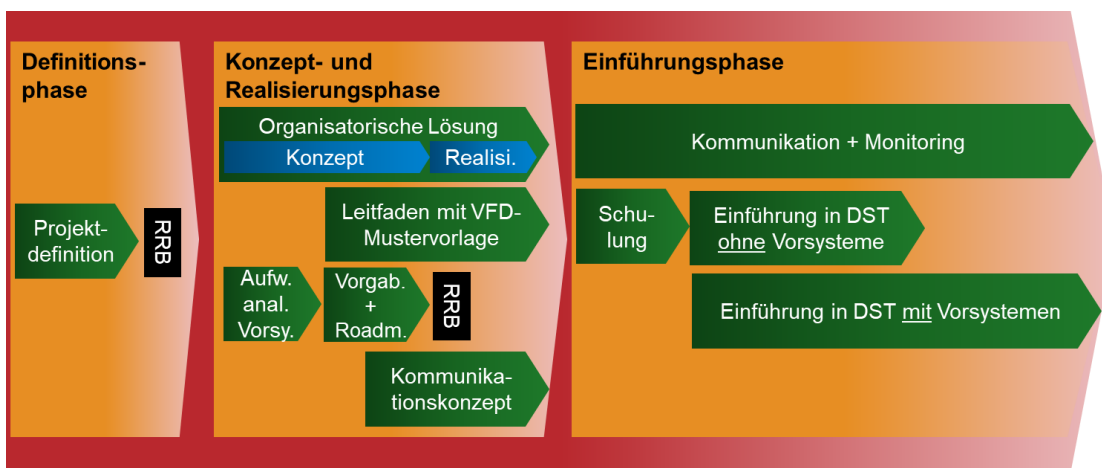 Definitions-
phase
Projekt-
definition
RRB
Konzept- und
Realisierungsphase
Organisatorische Lösung
Konzept
Realisi.
Leitfaden mit VFD-
Mustervorlage
Aufw.
anal.
Vorsy.
Vorgab.
+
Roadm.
RRB
Kommunika-
tionskonzept
Einführungsphase
Kommunikation + Monitoring
Schu-
lung
Einführung in DST
ohne Vorsysteme
Einführung in DST mit Vorsystemen